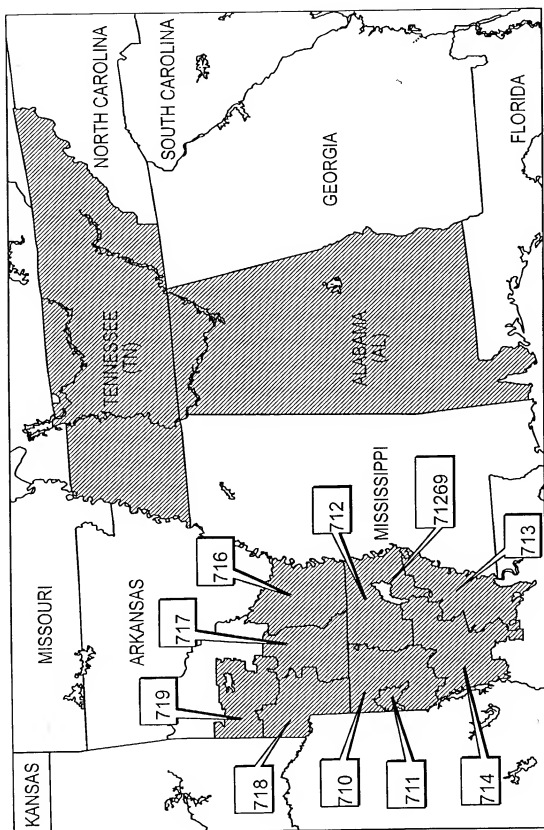 KANSAS
MISSOURI
ARKANSAS
TENNESSEE
(TN)
NORTH CAROLINA
SOUTH CAROLINA
GEORGIA
ALABAMA
(AL)
MISSISSIPPI
FLORIDA
719
717
716
718
712
710
71269
711
713
714